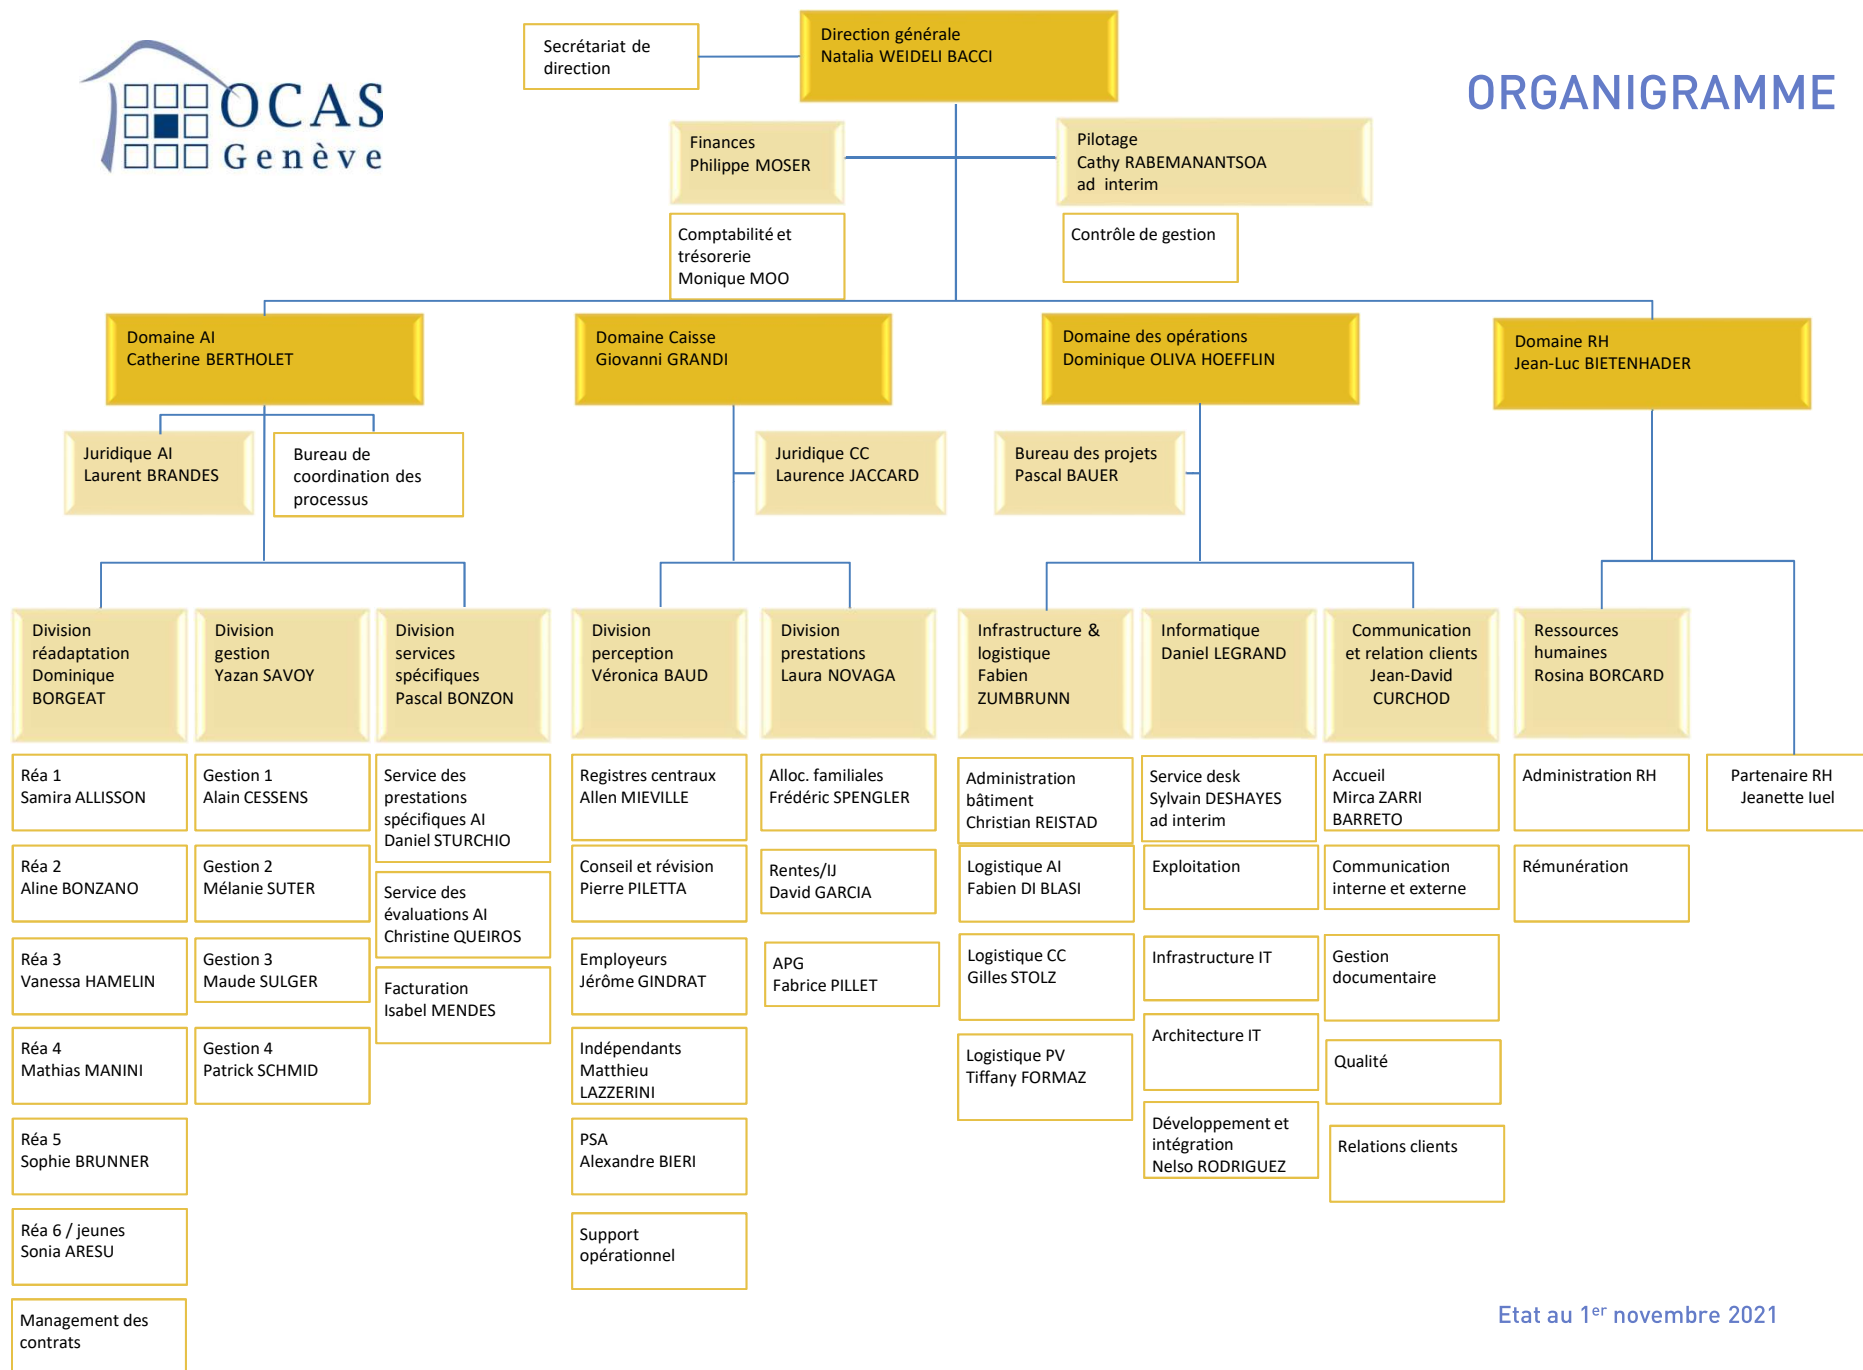 OCAS
Genève
ORGANIGRAMME
Secrétariat de
direction
Direction générale
Natalia WEIDELI BACCI
Finances
Philippe MOSER
Pilotage
Cathy RABEMANANTSOA
ad interim
Comptabilité et
trésorerie
Monique MOO
Contrôle de gestion
Domaine AI
Catherine BERTHOLET
Domaine Caisse
Giovanni GRANDI
Domaine des opérations
Dominique OLIVA HOEFFLIN
Domaine RH
Jean-Luc BIETENHADER
Juridique AI
Laurent BRANDES
Bureau de
coordination des
processus
Juridique CC
Laurence JACCARD
Bureau des projets
Pascal BAUER
Division
réadaptation
Dominique
BORGEAT
Division
gestion
Yazan SAVOY
Division
services
spécifiques
Pascal BONZON
Division
perception
Véronica BAUD
Division
prestations
Laura NOVAGA
Infrastructure &
logistique
Fabien
ZUMBRUNN
Informatique
Daniel LEGRAND
Communication
et relation clients
Jean-David
CURCHOD
Ressources
humaines
Rosina BORCARD
Réa 1
Samira ALLISSON
Réa 2
Aline BONZANO
Réa 3
Vanessa HAMELIN
Réa 4
Mathias MANINI
Réa 5
Sophie BRUNNER
Réa 6 / jeunes
Sonia ARESU
Management des
contrats
Gestion 1
Alain CESSENS
Gestion 2
Mélanie SUTER
Gestion 3
Maude SULGER
Gestion 4
Patrick SCHMID
Service des
prestations
spécifiques AI
Daniel STURCHIO
Service des
évaluations AI
Christine QUEIROS
Facturation
Isabel MENDES
Registres centraux
Allen MIEVILLE
Conseil et révision
Pierre PILETTA
Employeurs
Jérôme GINDRAT
Indépendants
Matthieu
LAZZERINI
PSA
Alexandre BIERI
Support
opérationnel
Alloc. familiales
Frédéric SPENGLER
Rentes/IJ
David GARCIA
APG
Fabrice PILLET
Administration
bâtiment
Christian REISTAD
Logistique AI
Fabien DI BLASI
Logistique CC
Gilles STOLZ
Logistique PV
Tiffany FORMAZ
Service desk
Sylvain DESHAYES
ad interim
Exploitation
Infrastructure IT
Architecture IT
Développement et
intégration
Nelso RODRIGUEZ
Accueil
Mirca ZARRI
BARRETO
Communication
interne et externe
Gestion
documentaire
Qualité
Relations clients
Administration RH
Rémunération
Partenaire RH
Jeanette Iuel
Etat au 1er novembre 2021